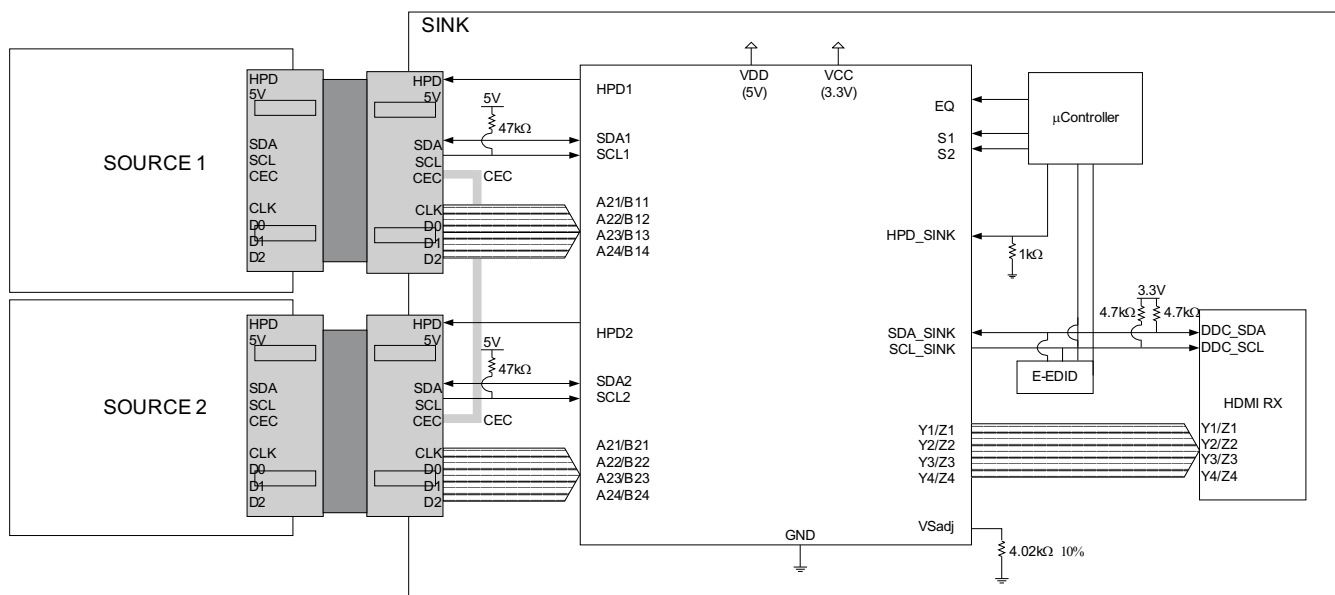 SINK
SOURCE 1
HPD
5V
SDA
SCL
CEC
CLK
D0
D1
D2
HPD
5V
SDA
SCL
CEC
CLK
D0
D1
D2
CEC
5V
47kΩ
HPD1
SDA1
SCL1
A21/B11
A22/B12
A23/B13
A24/B14
VDD
(5V)
VCC
(3.3V)
EQ
S1
S2
HPD_SINK
µController
1kΩ
SOURCE 2
HPD
5V
SDA
SCL
CEC
CLK
D0
D1
D2
HPD
5V
SDA
SCL
CEC
CLK
D0
D1
D2
CEC
5V
47kΩ
HPD2
SDA2
SCL2
A21/B21
A22/B22
A23/B23
A24/B24
SDA_SINK
SCL_SINK
3.3V
4.7kΩ
4.7kΩ
DDC_SDA
DDC_SCL
E-EDID
HDMI RX
Y1/Z1
Y2/Z2
Y3/Z3
Y4/Z4
Y1/Z1
Y2/Z2
Y3/Z3
Y4/Z4
VSadj
GND
4.02kΩ 10%